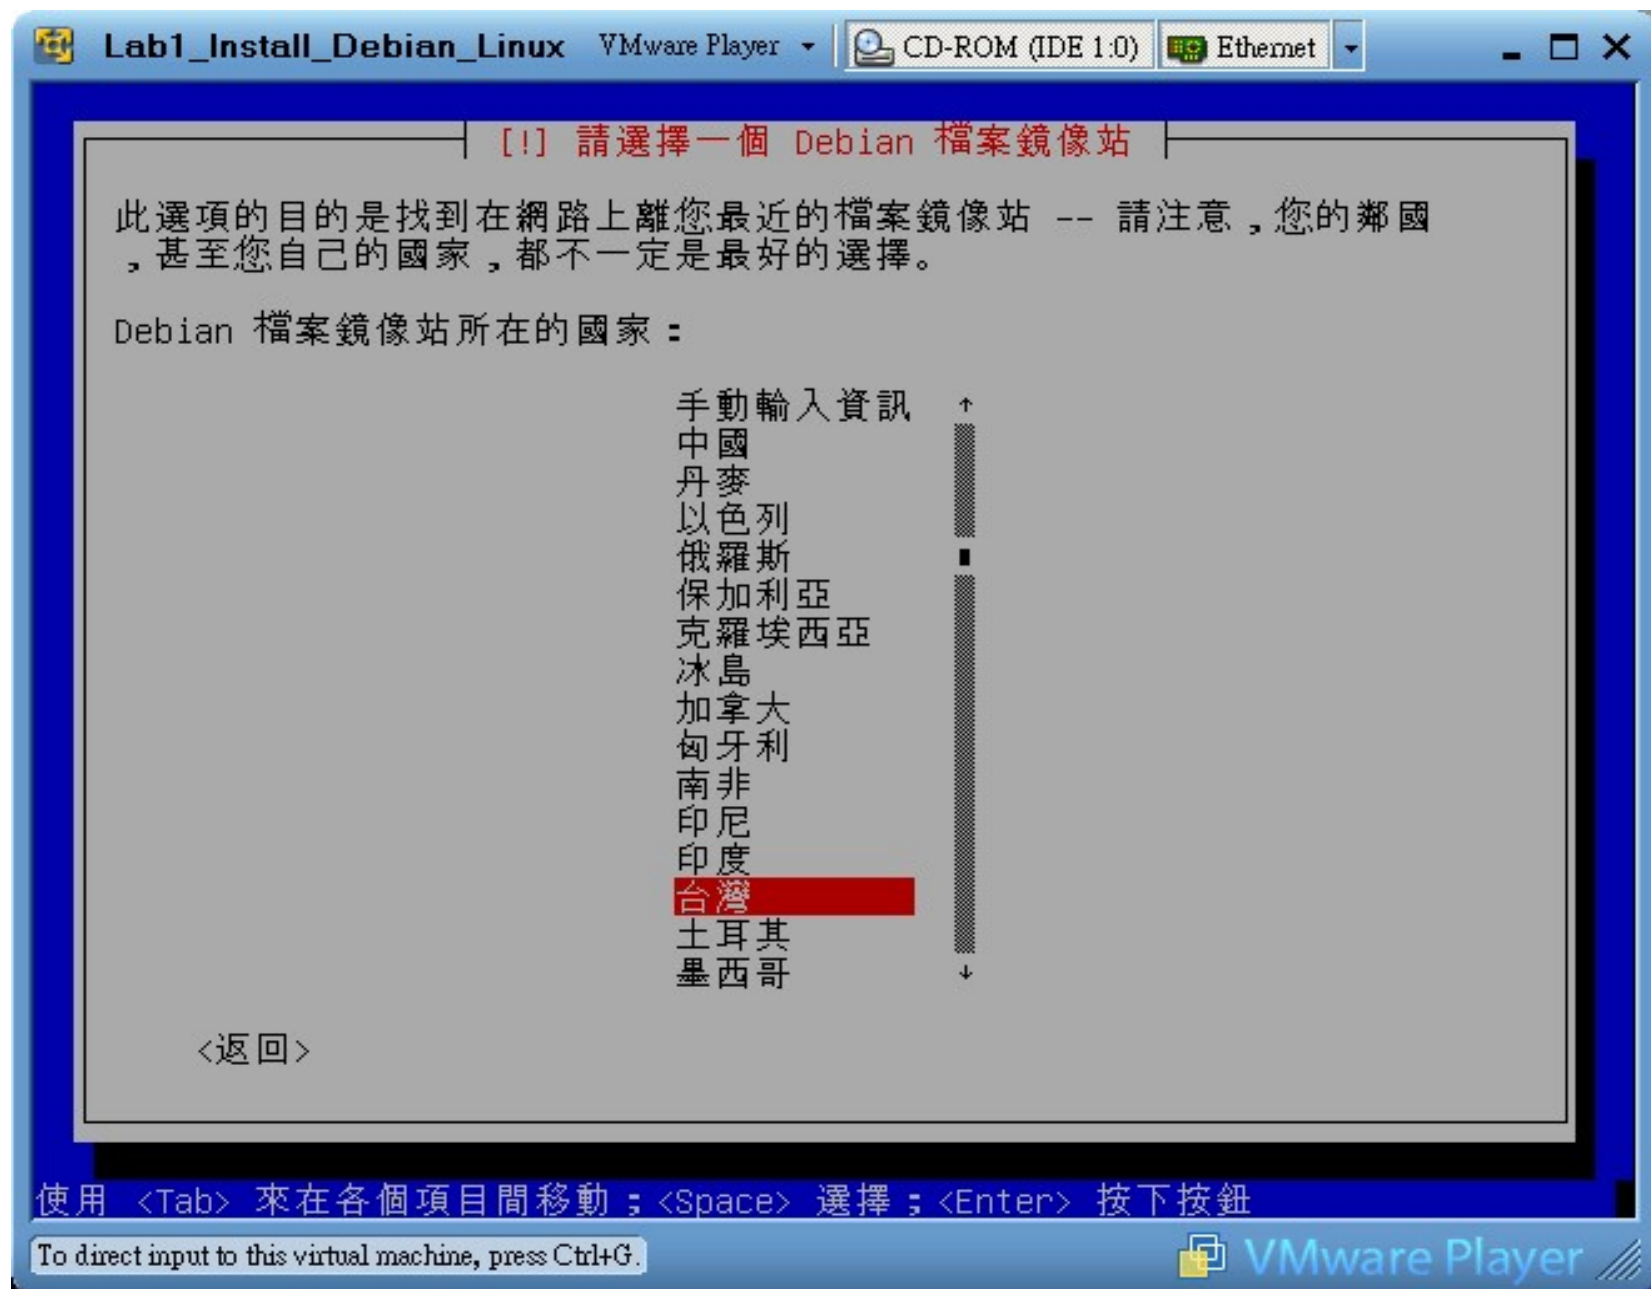 Lab1_Install_Debian_Linux VMware Player CD-ROM (IDE 1:0) Ethernet
[!] 請選擇一個 Debian 檔案鏡像站
此選項的目的是找到在網路上離您最近的檔案鏡像站 -- 請注意，您的鄰國
，甚至您自己的國家，都不一定是最好的選擇。
Debian 檔案鏡像站所在的國家：
手動輸入資訊
中國
丹麥
以色列
俄羅斯
保加利亞
克羅埃西亞
冰島
加拿大
匈牙利
南非
印尼
印度
台灣
土耳其
墨西哥
<返回>
使用 <Tab> 來在各個項目間移動；<Space> 選擇；<Enter> 按下按鈕
To direct input to this virtual machine, press Ctrl+G.
VMware Player